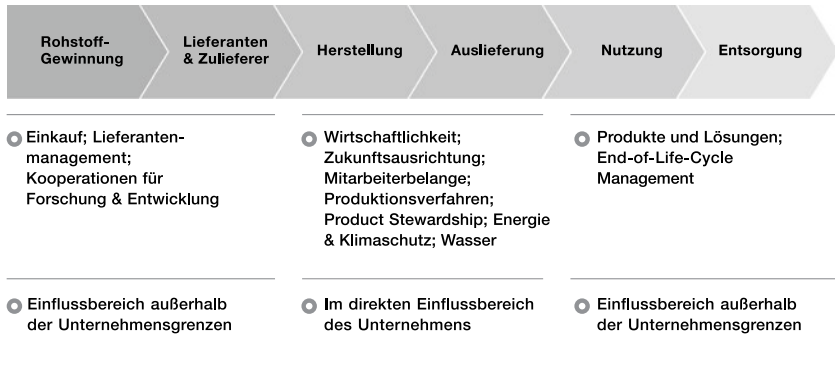 Rohstoff-
Gewinnung
Lieferanten
& Zulieferer
Herstellung
Auslieferung
Nutzung
Entsorgung
Einkauf; Lieferanten-
management;
Kooperationen für
Forschung & Entwicklung
Wirtschaftlichkeit;
Zukunftsausrichtung;
Mitarbeiterbelange;
Produktionsverfahren;
Product Stewardship; Energie
& Klimaschutz; Wasser
Produkte und Lösungen;
End-of-Life-Cycle
Management
Einflussbereich außerhalb
der Unternehmensgrenzen
Im direkten Einflussbereich
des Unternehmens
Einflussbereich außerhalb
der Unternehmensgrenzen